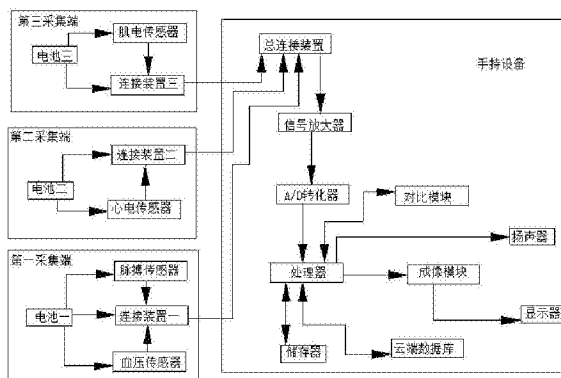 第三采集端
肌电传感器
电池三
连接装置三
第二采集端
连接装置二
电池二
心电传感器
第一采集端
脉搏传感器
电池一
连接装置一
血压传感器
总连接装置
手持设备
信号放大器
A/D转化器
对比模块
扬声器
处理器
成像模块
显示器
储存器
云端数据库